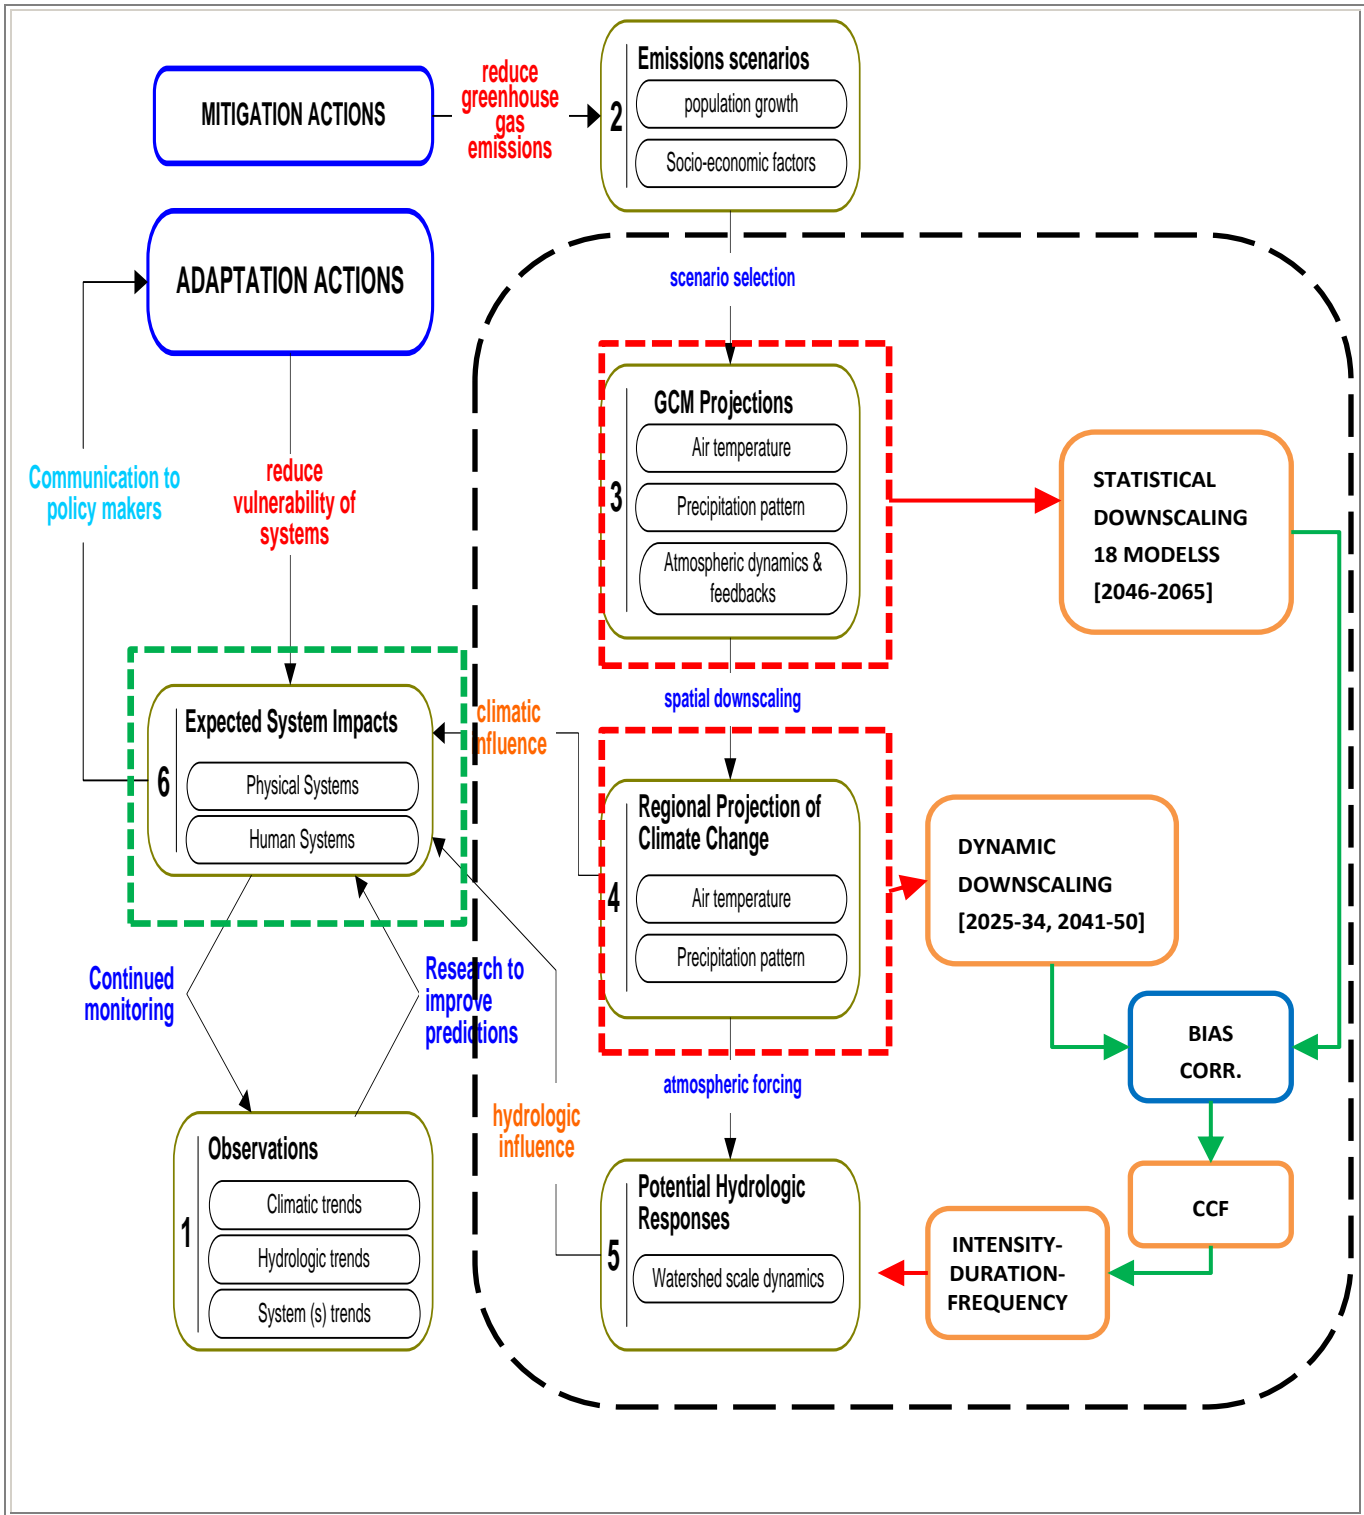 MITIGATION ACTIONS
reduce
greenhouse
gas
emissions
2
Emissions scenarios
population growth
Socio-economic factors
ADAPTATION ACTIONS
scenario selection
Communication to
policy makers
reduce
vulnerability of
systems
3
GCM Projections
Air temperature
Precipitation pattern
Atmospheric dynamics &
feedbacks
STATISTICAL
DOWNSCALING
18 MODELSS
[2046-2065]
spatial downscaling
6
Expected System Impacts
Physical Systems
Human Systems
climatic
influence
4
Regional Projection of
Climate Change
Air temperature
Precipitation pattern
DYNAMIC
DOWNSCALING
[2025-34, 2041-50]
Continued
monitoring
Research to
improve
predictions
BIAS
CORR.
atmospheric forcing
hydrologic
influence
1
Observations
Climatic trends
Hydrologic trends
System (s) trends
5
Potential Hydrologic
Responses
Watershed scale dynamics
INTENSITY-
DURATION-
FREQUENCY
CCF